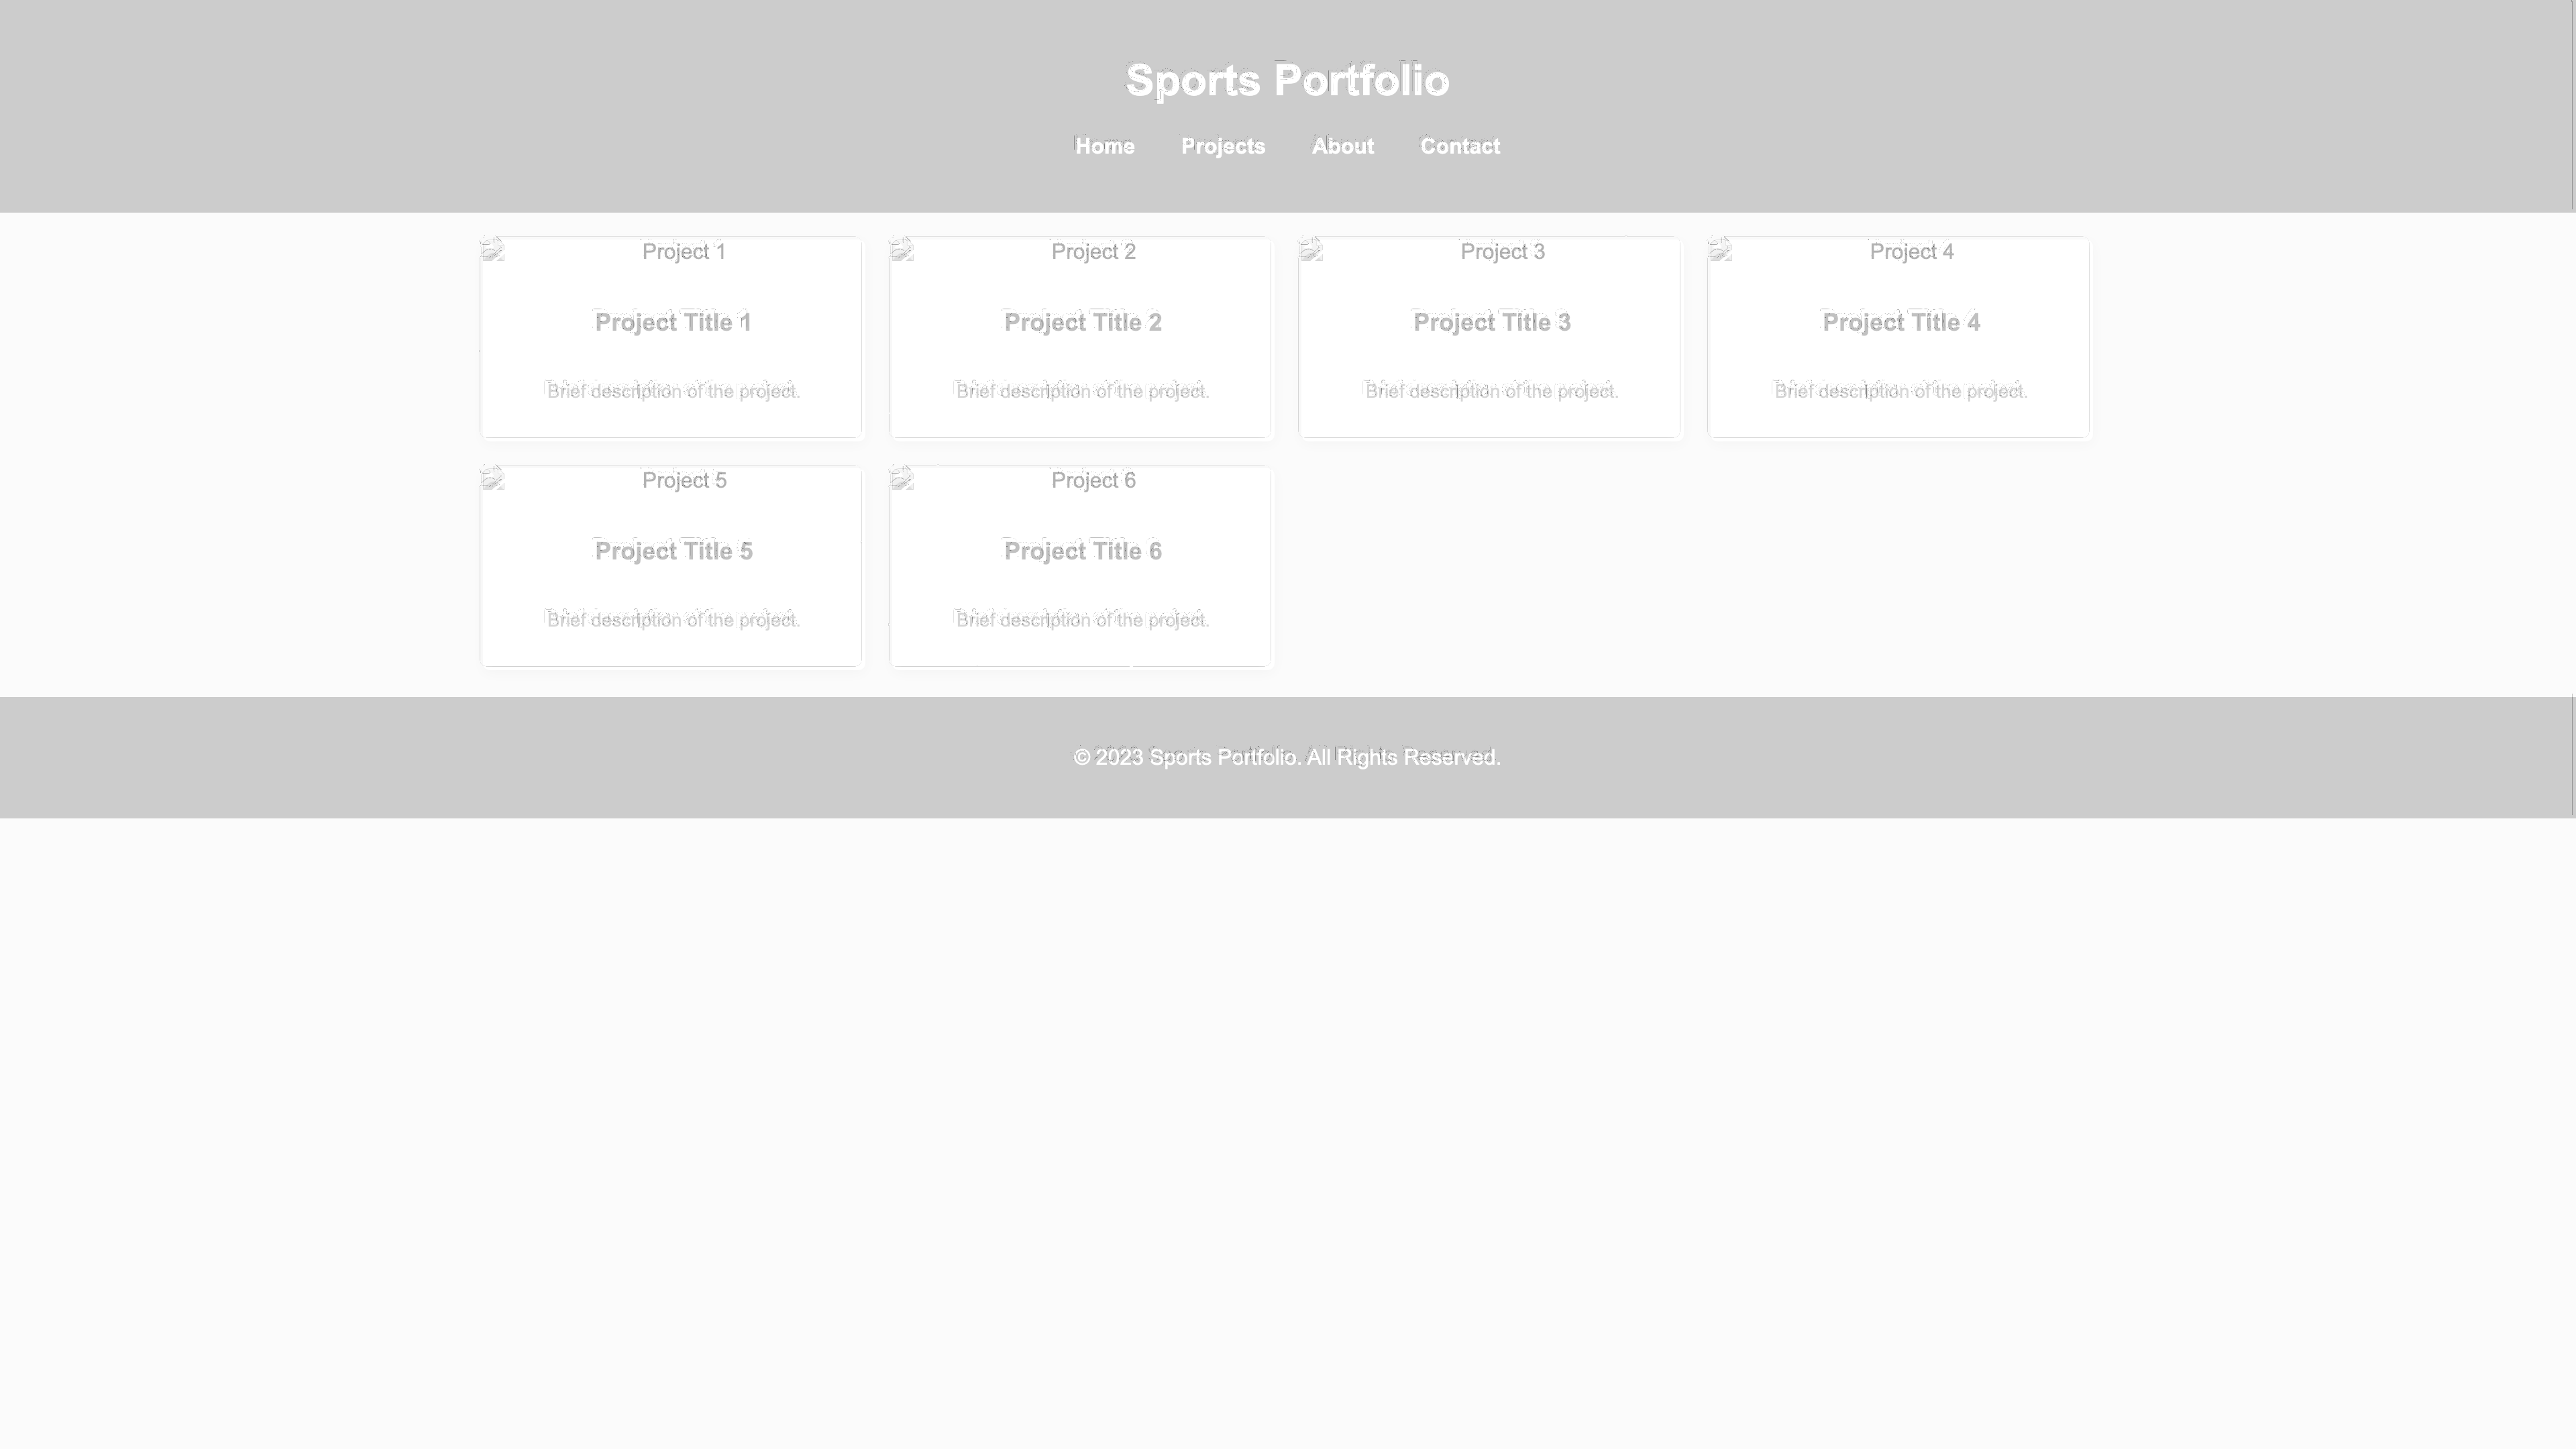 Sports Portfolio
Home Projects About Contact
Project 1 Project 2 Project 3 Project 4
Project Title 1 Project Title 2 Project Title 3 Project Title 4
Brief description of the project. Brief description of the project. Brief description of the project. Brief description of the project.
Project 5 Project 6
Project Title 5 Project Title 6
Brief description of the project. Brief description of the project.
© 2023 Sports Portfolio. All Rights Reserved.